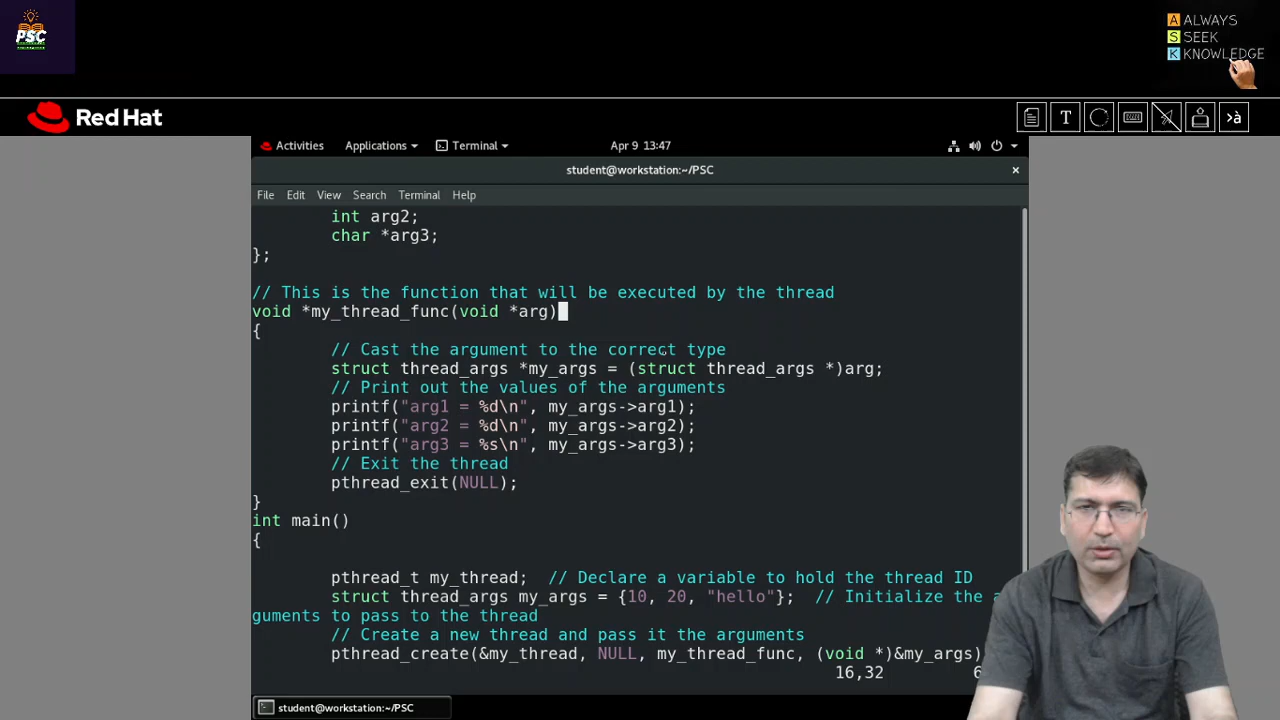 PSC
A ALWAYS
S SEEK
K KNOWLEDGE
Red Hat
T
>à
Activities Applications Terminal Apr 9 13:47
student@workstation:~/PSC ×
File Edit View Search Terminal Help
int arg2;
char *arg3;
};
// This is the function that will be executed by the thread
void *my_thread_func(void *arg)
{
// Cast the argument to the correct type
struct thread_args *my_args = (struct thread_args *)arg;
// Print out the values of the arguments
printf("arg1 = %d\n", my_args->arg1);
printf("arg2 = %d\n", my_args->arg2);
printf("arg3 = %s\n", my_args->arg3);
// Exit the thread
pthread_exit(NULL);
}
int main()
{
pthread_t my_thread; // Declare a variable to hold the thread ID
struct thread_args my_args = {10, 20, "hello"}; // Initialize the a
guments to pass to the thread
// Create a new thread and pass it the arguments
pthread_create(&my_thread, NULL, my_thread_func, (void *)&my_args)
16,32 6
student@workstation:~/PSC